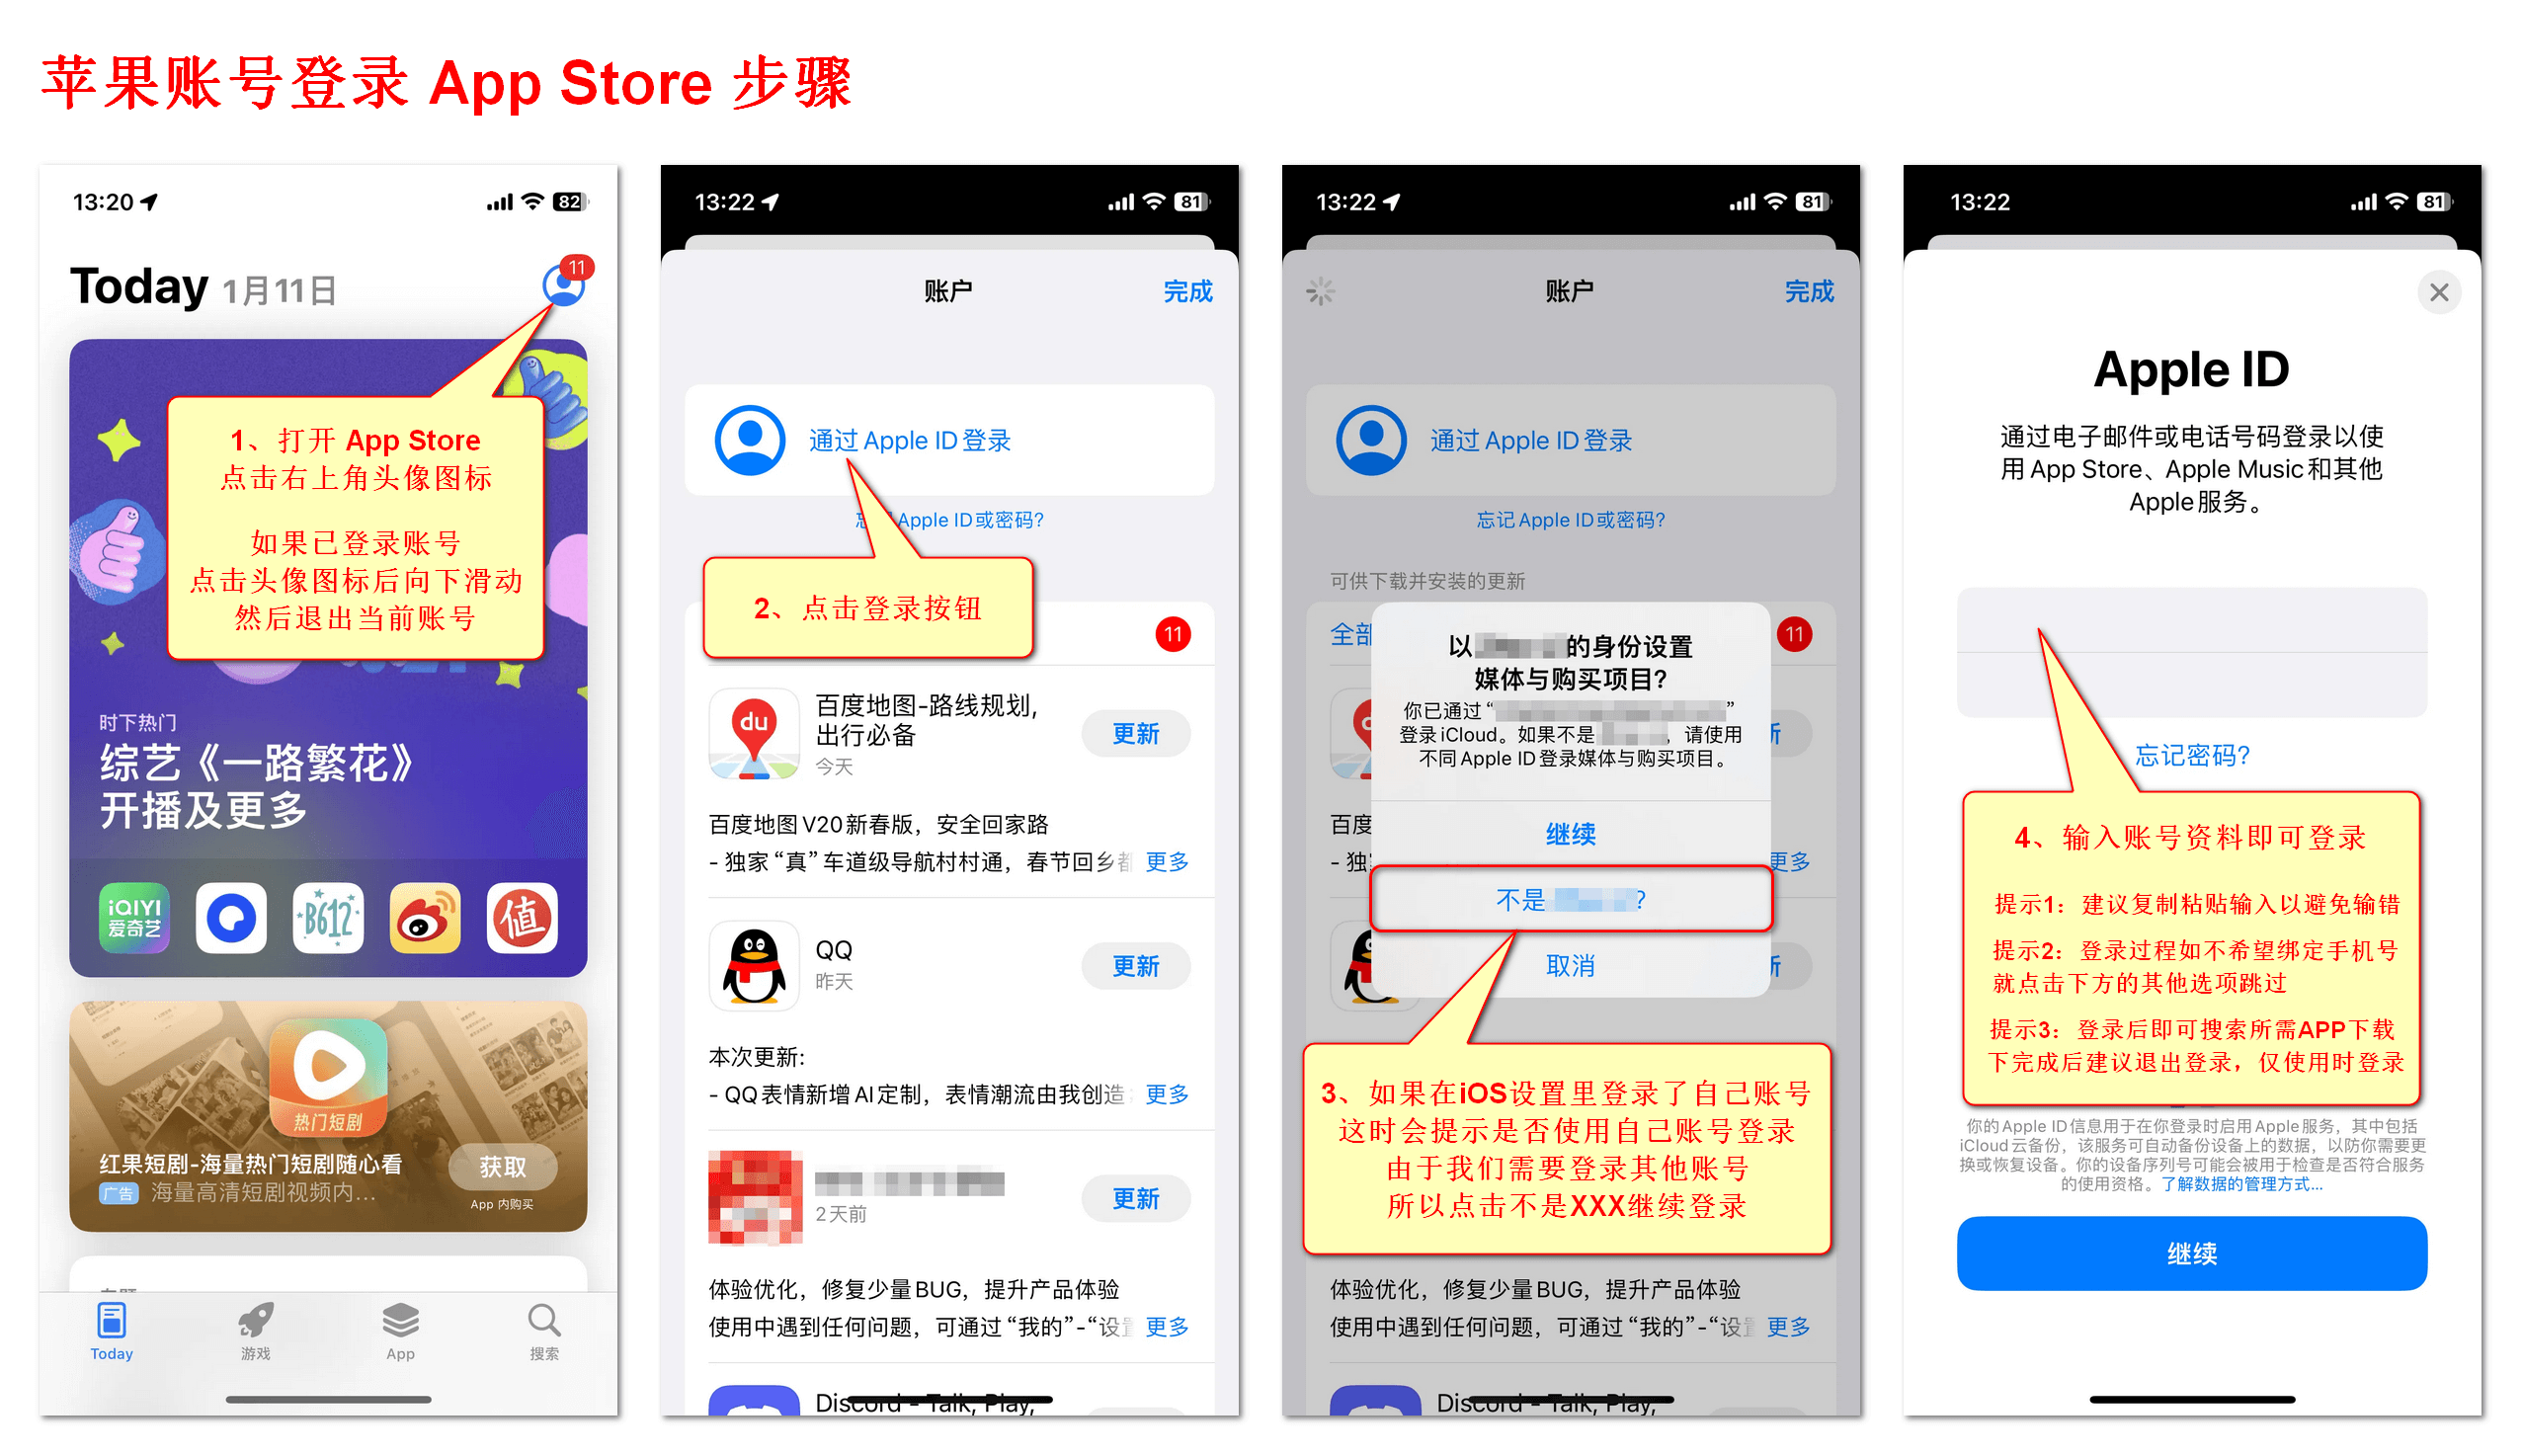 苹果账号登录 App Store 步骤
13:20
82
Today 1月11日
11
1、打开 App Store
点击右上角头像图标
如果已登录账号
点击头像图标后向下滑动
然后退出当前账号
时下热门
综艺《一路繁花》
开播及更多
iQIYI
爱奇艺
B612
值
热门短剧
红果短剧-海量热门短剧随心看
广告 海量高清短剧视频内...
获取
App 内购买
Today
游戏
App
搜索
13:22
81
账户
完成
通过 Apple ID 登录
Apple ID或密码?
2、点击登录按钮
11
du
百度地图-路线规划,
出行必备
今天
更新
百度地图 V20 新春版，安全回家路
- 独家 “真” 车道级导航村村通，春节回乡都 更多
QQ
昨天
更新
本次更新:
- QQ 表情新增 AI 定制，表情潮流由我创造 更多
2天前
更新
体验优化，修复少量 BUG，提升产品体验
使用中遇到任何问题，可通过 “我的”-“设置 更多
Discord - Talk, Play,
13:22
81
账户
完成
通过 Apple ID 登录
忘记 Apple ID或密码?
可供下载并安装的更新
全部
11
以 的身份设置
媒体与购买项目?
你已通过 “ ”
登录 iCloud。如果不是 ，请使用
不同 Apple ID 登录媒体与购买项目。
继续
不是 ?
取消
百度
更多
3、如果在iOS设置里登录了自己账号
这时会提示是否使用自己账号登录
由于我们需要登录其他账号
所以点击不是XXX继续登录
体验优化，修复少量 BUG，提升产品体验
使用中遇到任何问题，可通过 “我的”-“设置 更多
Discord - Talk, Play,
13:22
81
Apple ID
通过电子邮件或电话号码登录以使
用 App Store、Apple Music 和其他
Apple 服务。
忘记密码?
4、输入账号资料即可登录
提示1：建议复制粘贴输入以避免输错
提示2：登录过程如不希望绑定手机号
就点击下方的其他选项跳过
提示3：登录后即可搜索所需APP下载
下完成后建议退出登录，仅使用时登录
你的 Apple ID 信息用于在你登录时启用 Apple 服务，其中包括
iCloud 云备份，该服务可自动备份设备上的数据，以防你需要更
换或恢复设备。你的设备序列号可能会被用于检查是否符合服务
的使用资格。了解数据的管理方式...
继续